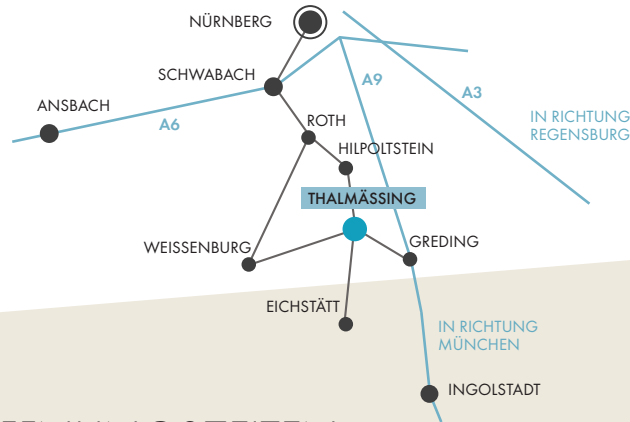 NÜRNBERG
SCHWABACH
A9
A3
ANSBACH
A6
ROTH
IN RICHTUNG
REGENSBURG
HILPOLTSTEIN
THALMÄSSING
WEISSENBURG
GREDING
EICHSTÄTT
IN RICHTUNG
MÜNCHEN
INGOLSTADT